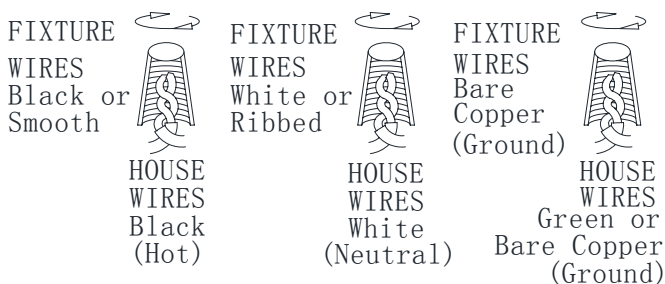 FIXTURE
WIRES
Black or
Smooth
HOUSE
WIRES
Black
(Hot)
FIXTURE
WIRES
White or
Ribbed
HOUSE
WIRES
White
(Neutral)
FIXTURE
WIRES
Bare
Copper
(Ground)
HOUSE
WIRES
Green or
Bare Copper
(Ground)